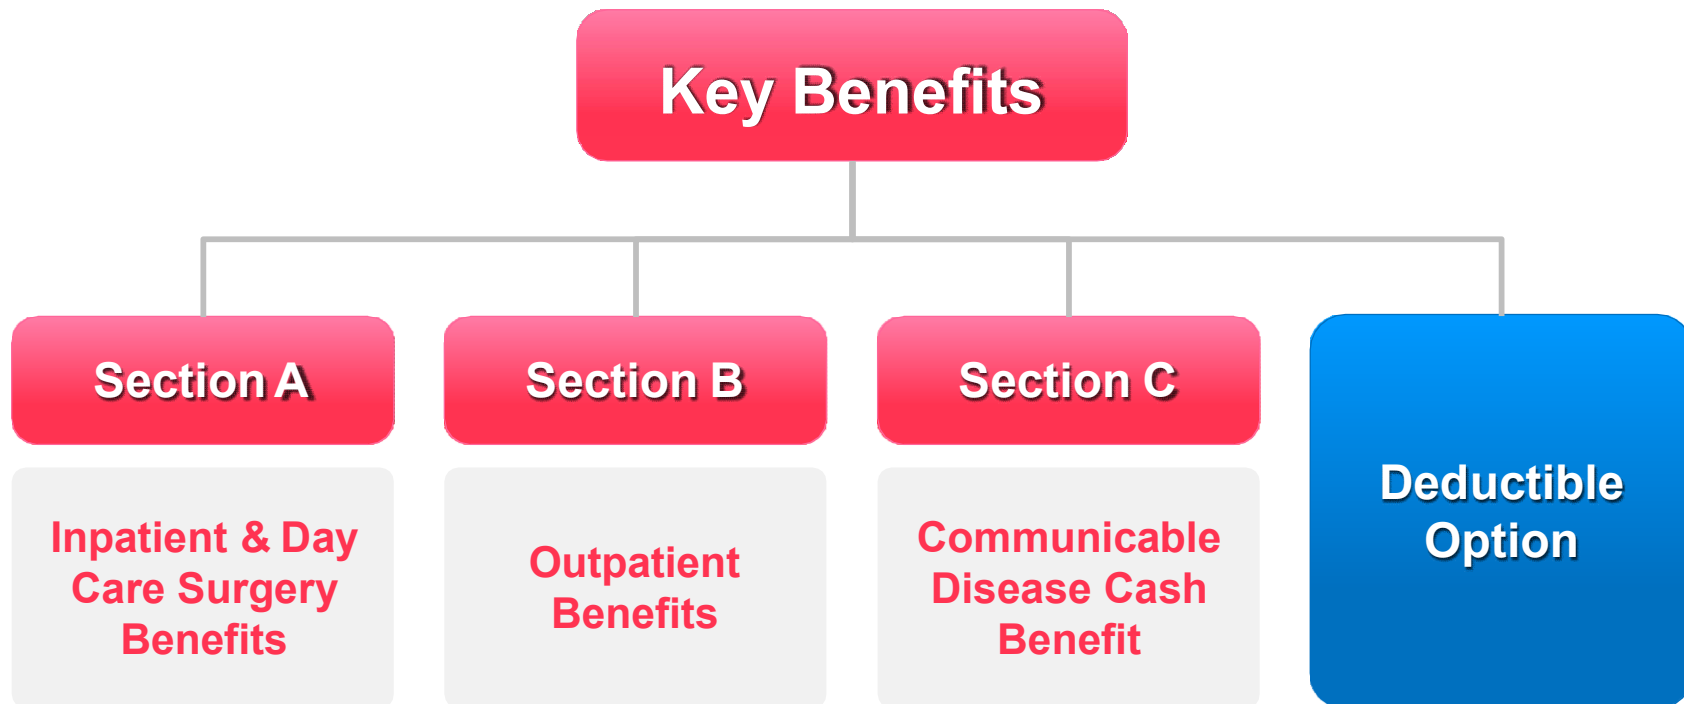 Key Benefits
Section A
Inpatient & Day
Care Surgery
Benefits
Section B
Outpatient
Benefits
Section C
Communicable
Disease Cash
Benefit
Deductible
Option